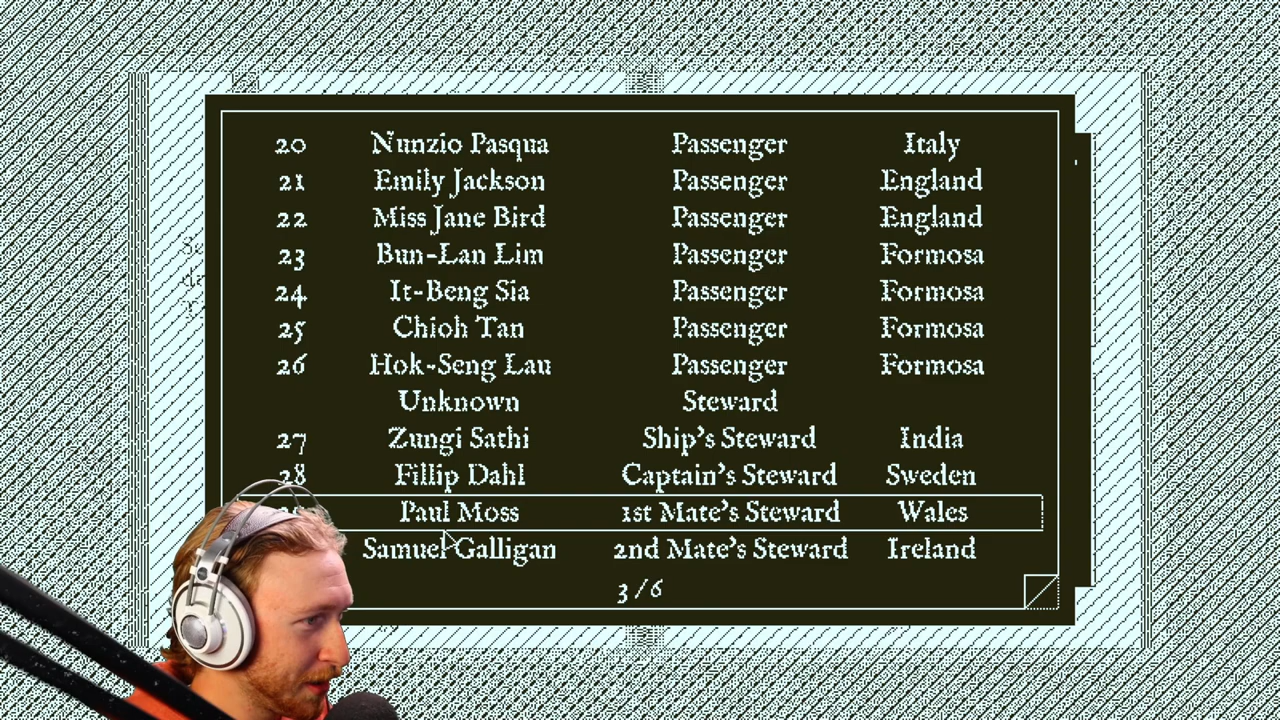 20 Nunzio Pasqua Passenger Italy
21 Emily Jackson Passenger England
22 Miss Jane Bird Passenger England
23 Bun-Lan Lim Passenger Formosa
24 It-Beng Sia Passenger Formosa
25 Chioh Tan Passenger Formosa
26 Hok-Seng Lau Passenger Formosa
Unknown Steward
27 Zungi Sathi Ship's Steward India
28 Fillip Dahl Captain's Steward Sweden
Paul Moss 1st Mate's Steward Wales
Samuel Galligan 2nd Mate's Steward Ireland
3/6